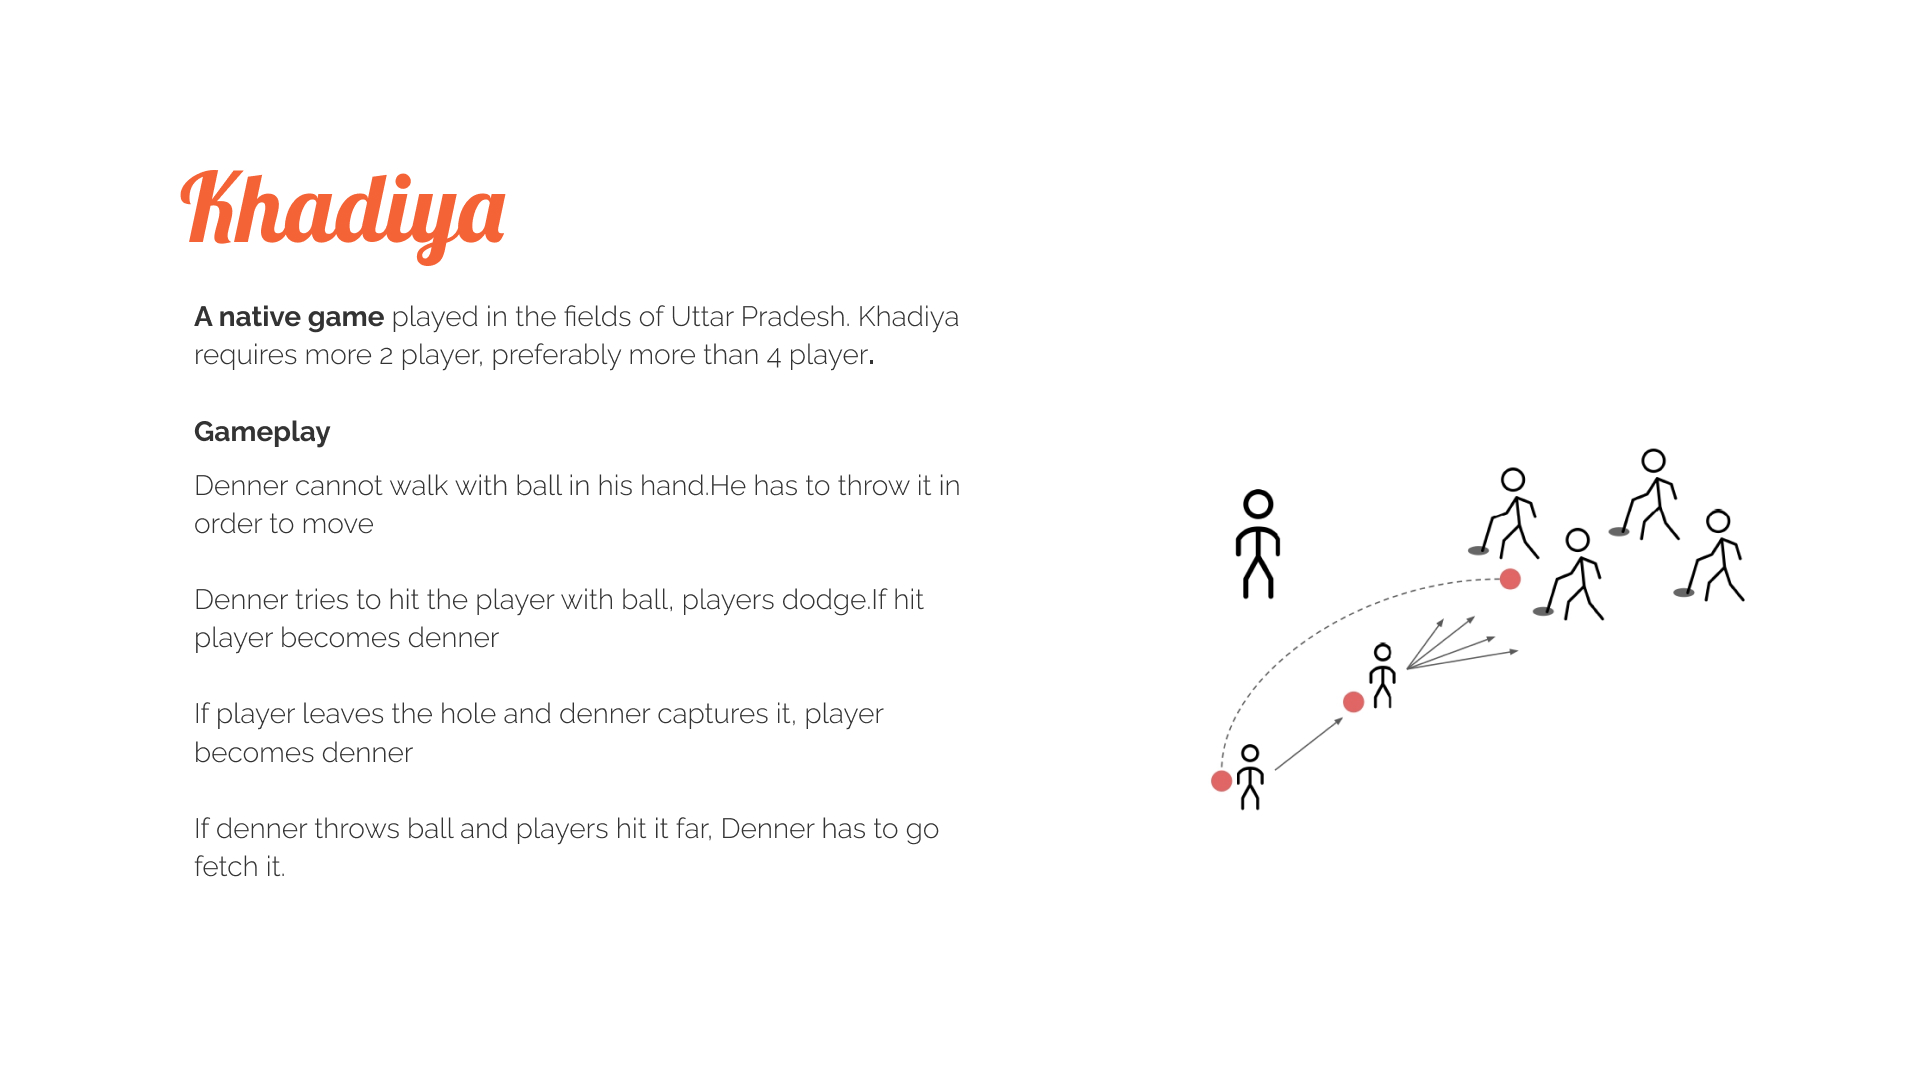 Khadiya
A native game played in the fields of Uttar Pradesh. Khadiya
requires more 2 player, preferably more than 4 player.
Gameplay
Denner cannot walk with ball in his hand.He has to throw it in
order to move
Denner tries to hit the player with ball, players dodge.If hit
player becomes denner
If player leaves the hole and denner captures it, player
becomes denner
If denner throws ball and players hit it far, Denner has to go
fetch it.